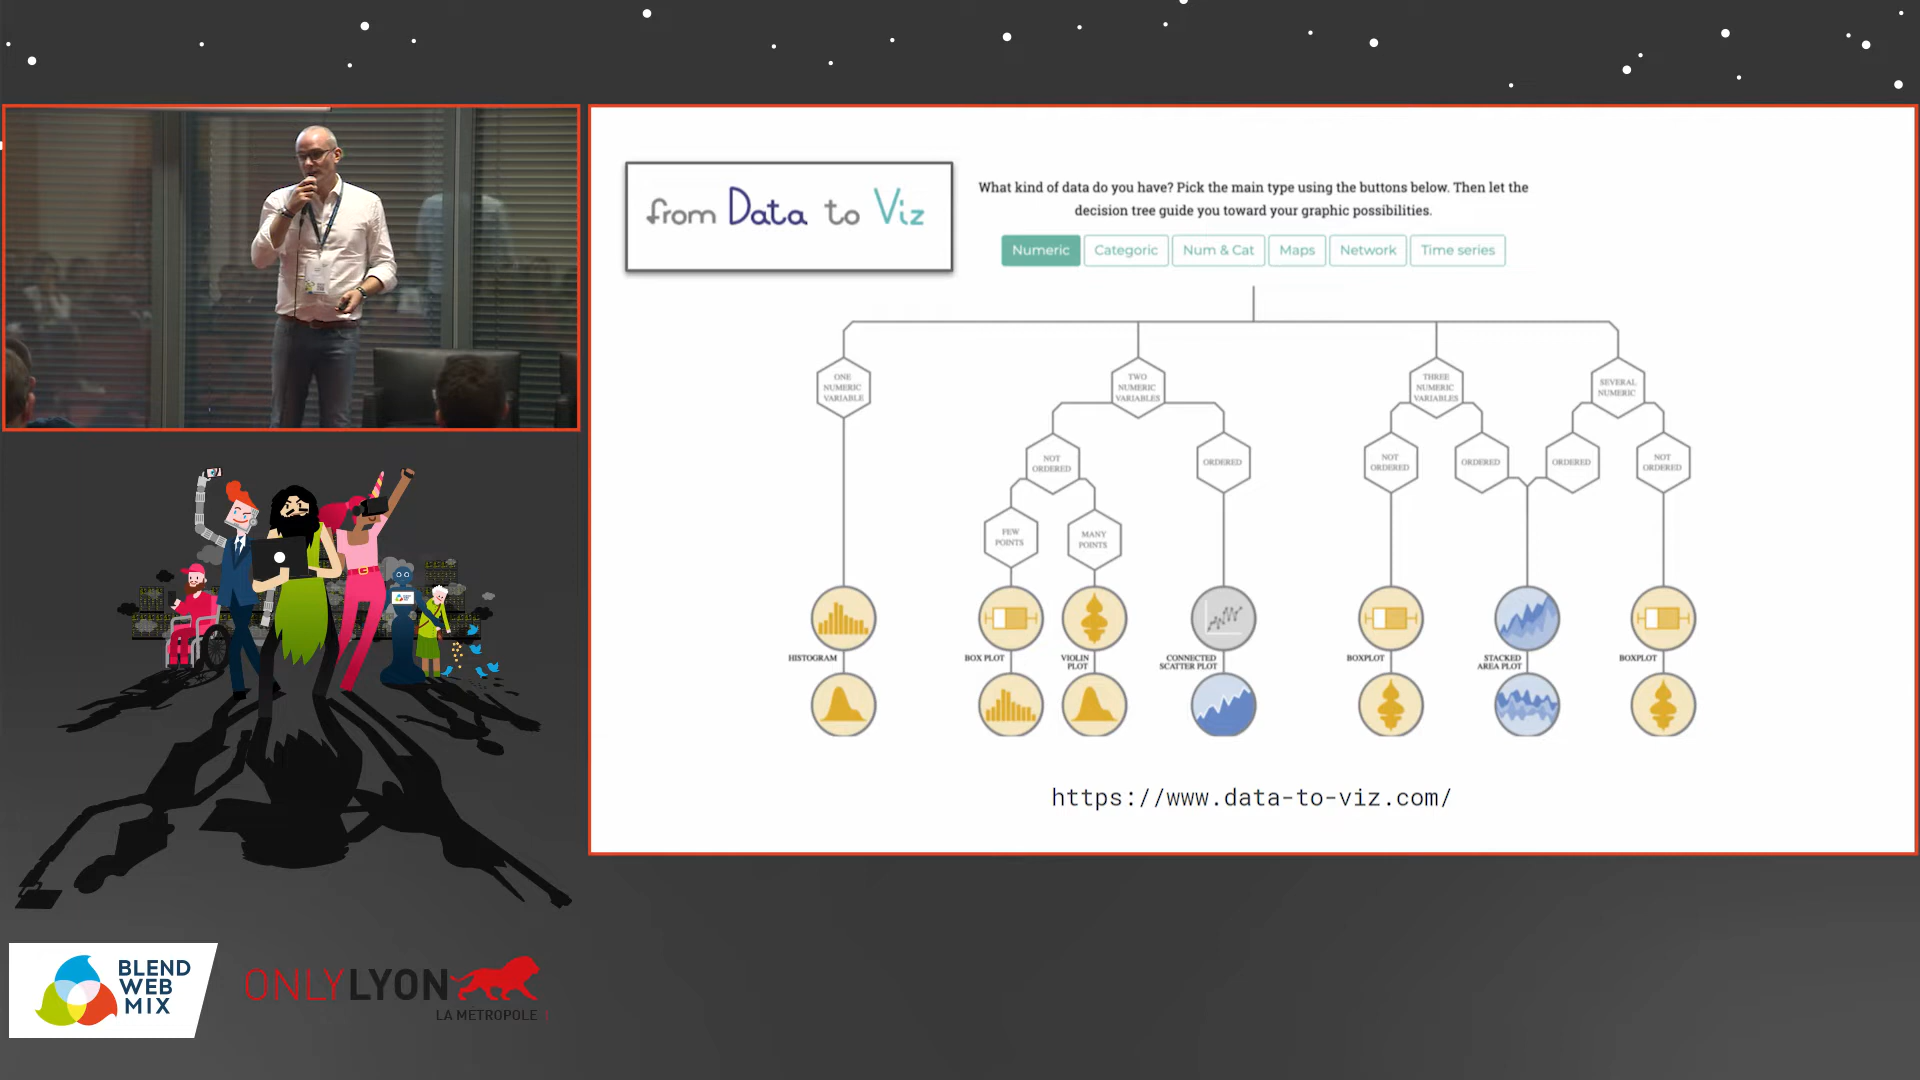 from Data to Viz
What kind of data do you have? Pick the main type using the buttons below. Then let the
decision tree guide you toward your graphic possibilities.
Numeric
Categoric
Num & Cat
Maps
Network
Time series
ONE
NUMERIC
VARIABLE
TWO
NUMERIC
VARIABLES
THREE
NUMERIC
VARIABLES
SEVERAL
NUMERIC
NOT
ORDERED
ORDERED
NOT
ORDERED
ORDERED
ORDERED
NOT
ORDERED
FEW
POINTS
MANY
POINTS
HISTOGRAM
BOX PLOT
VIOLIN
PLOT
CONNECTED
SCATTER PLOT
BOXPLOT
STACKED
AREA PLOT
BOXPLOT
https://www.data-to-viz.com/
BLEND
WEB
MIX
ONLYLYON
LA MÉTROPOLE